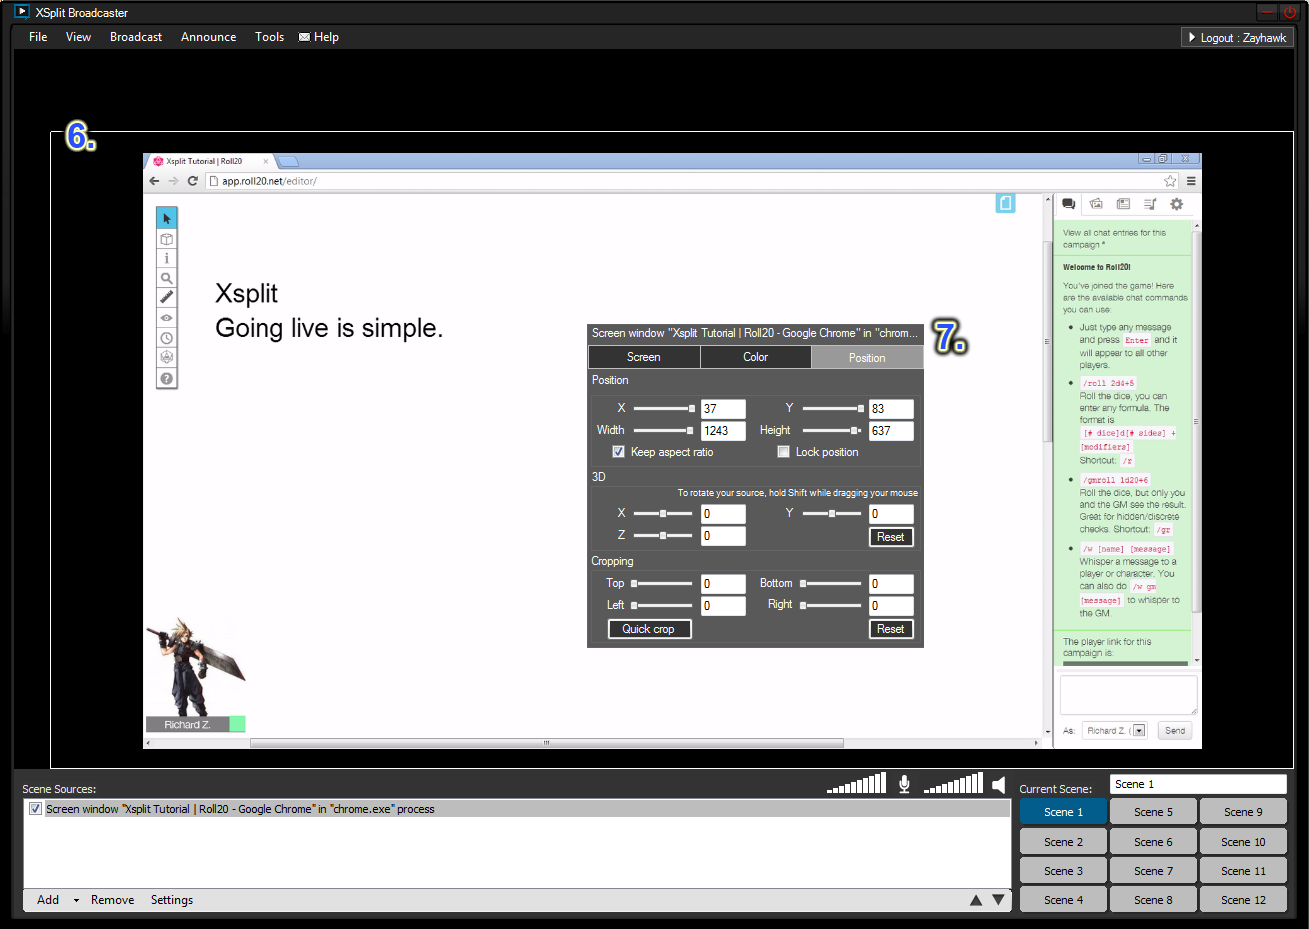 XSplit Broadcaster
File View Broadcast Announce Tools Help
Logout : Zayhawk
6.
Xsplit Tutorial | Roll20
app.roll20.net/editor/
View all chat entries for this
campaign "
Welcome to Roll20!
You've joined the game! Here
are the available chat commands
you can use:
Just type any message
and press Enter and it
will appear to all other
players.
/roll 2d4+5
Roll the dice, you can
enter any formula. The
format is
[# dice]d[# sides] +
[modifiers]
Shortcut: /r
/gmroll 1d20+6
Roll the dice, but only you
and the GM see the result.
Great for hidden/discrete
checks. Shortcut: /gr
/w [name] [message]
Whisper a message to a
player or character. You
can also do /w gm
[message] to whisper to
the GM.
The player link for this
campaign is:
As: Richard Z. ( Send
Xsplit
Going live is simple.
7.
Screen window "Xsplit Tutorial | Roll20 - Google Chrome" in "chrom...
Screen Color Position
Position
X 37 Y 83
Width 1243 Height 637
Keep aspect ratio Lock position
3D
To rotate your source, hold Shift while dragging your mouse
X 0 Y 0
Z 0 Reset
Cropping
Top 0 Bottom 0
Left 0 Right 0
Quick crop Reset
Richard Z.
Scene Sources:
Screen window "Xsplit Tutorial | Roll20 - Google Chrome" in "chrome.exe" process
Add Remove Settings
Current Scene: Scene 1
Scene 1 Scene 5 Scene 9
Scene 2 Scene 6 Scene 10
Scene 3 Scene 7 Scene 11
Scene 4 Scene 8 Scene 12